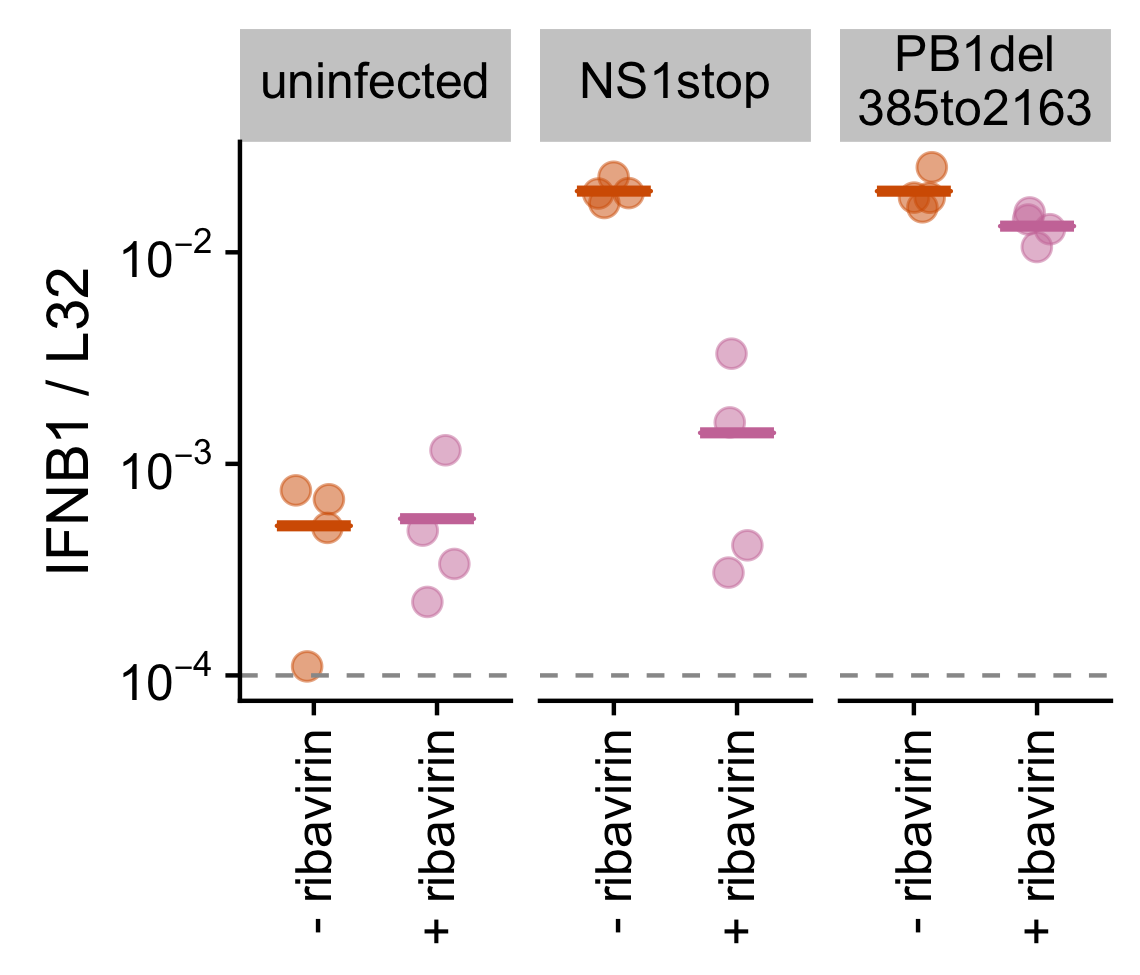 uninfected
NS1stop
PB1del
385to2163
IFNB1 / L32
10⁻²
10⁻³
10⁻⁴
- ribavirin
+ ribavirin
- ribavirin
+ ribavirin
- ribavirin
+ ribavirin